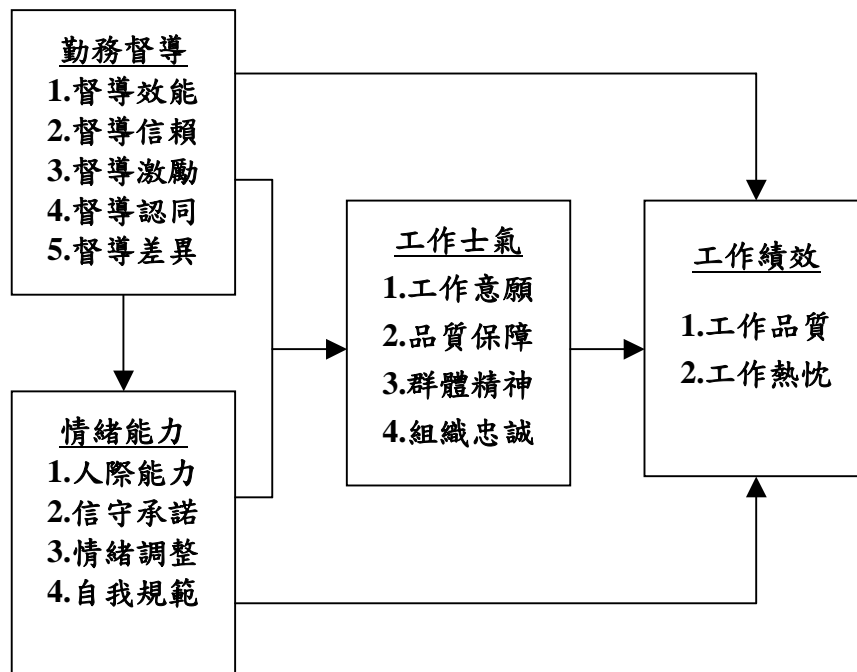 勤務督導
1.督導效能
2.督導信賴
3.督導激勵
4.督導認同
5.督導差異
工作士氣
1.工作意願
2.品質保障
3.群體精神
4.組織忠誠
工作績效
1.工作品質
2.工作熱忱
情緒能力
1.人際能力
2.信守承諾
3.情緒調整
4.自我規範